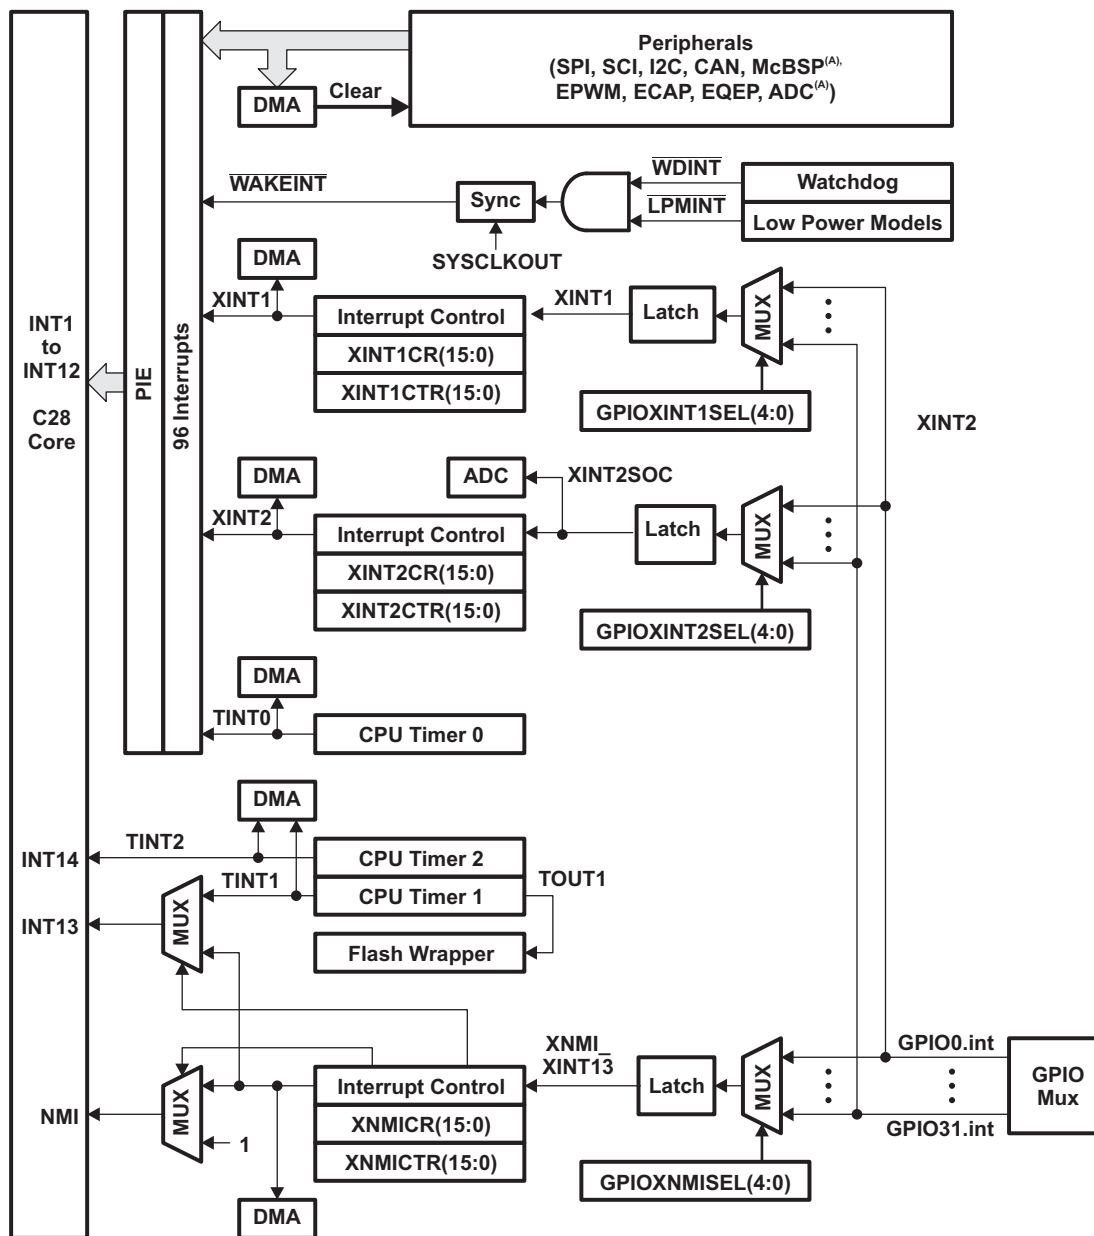 Peripherals
(SPI, SCI, I2C, CAN, McBSP(A),
EPWM, ECAP, EQEP, ADC(A))
DMA
Clear
WDINT
Watchdog
WAKEINT
Sync
LPMINT
Low Power Models
SYSCLKOUT
DMA
XINT1
Interrupt Control
XINT1CR(15:0)
XINT1CTR(15:0)
XINT1
Latch
MUX
GPIOXINT1SEL(4:0)
INT1
to
INT12
C28
Core
PIE
96 Interrupts
XINT2
DMA
XINT2
Interrupt Control
XINT2CR(15:0)
XINT2CTR(15:0)
ADC
XINT2SOC
Latch
MUX
GPIOXINT2SEL(4:0)
DMA
TINT0
CPU Timer 0
DMA
INT14
TINT2
CPU Timer 2
TINT1
CPU Timer 1
TOUT1
INT13
MUX
Flash Wrapper
XNMI_
XINT13
Interrupt Control
XNMICR(15:0)
XNMICTR(15:0)
Latch
MUX
GPIOXNMISEL(4:0)
GPIO0.int
GPIO31.int
GPIO
Mux
NMI
MUX
1
DMA